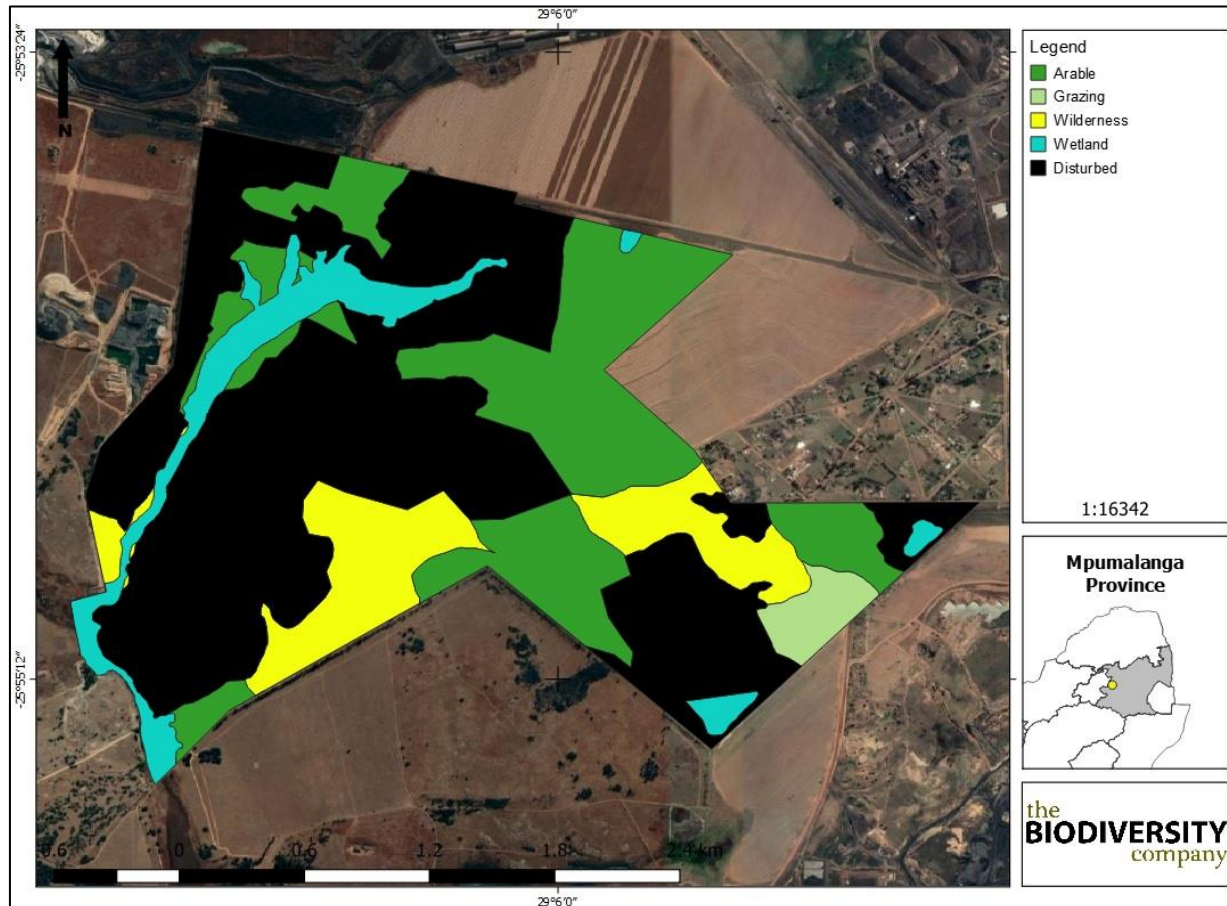 29°6'0"
-25°53'24"
N
Legend
Arable
Grazing
Wilderness
Wetland
Disturbed
1:16342
Mpumalanga
Province
-25°55'12"
0.6 0 0.6 1.2 1.8 2.4 km
29°6'0"
the
BIODIVERSITY
company